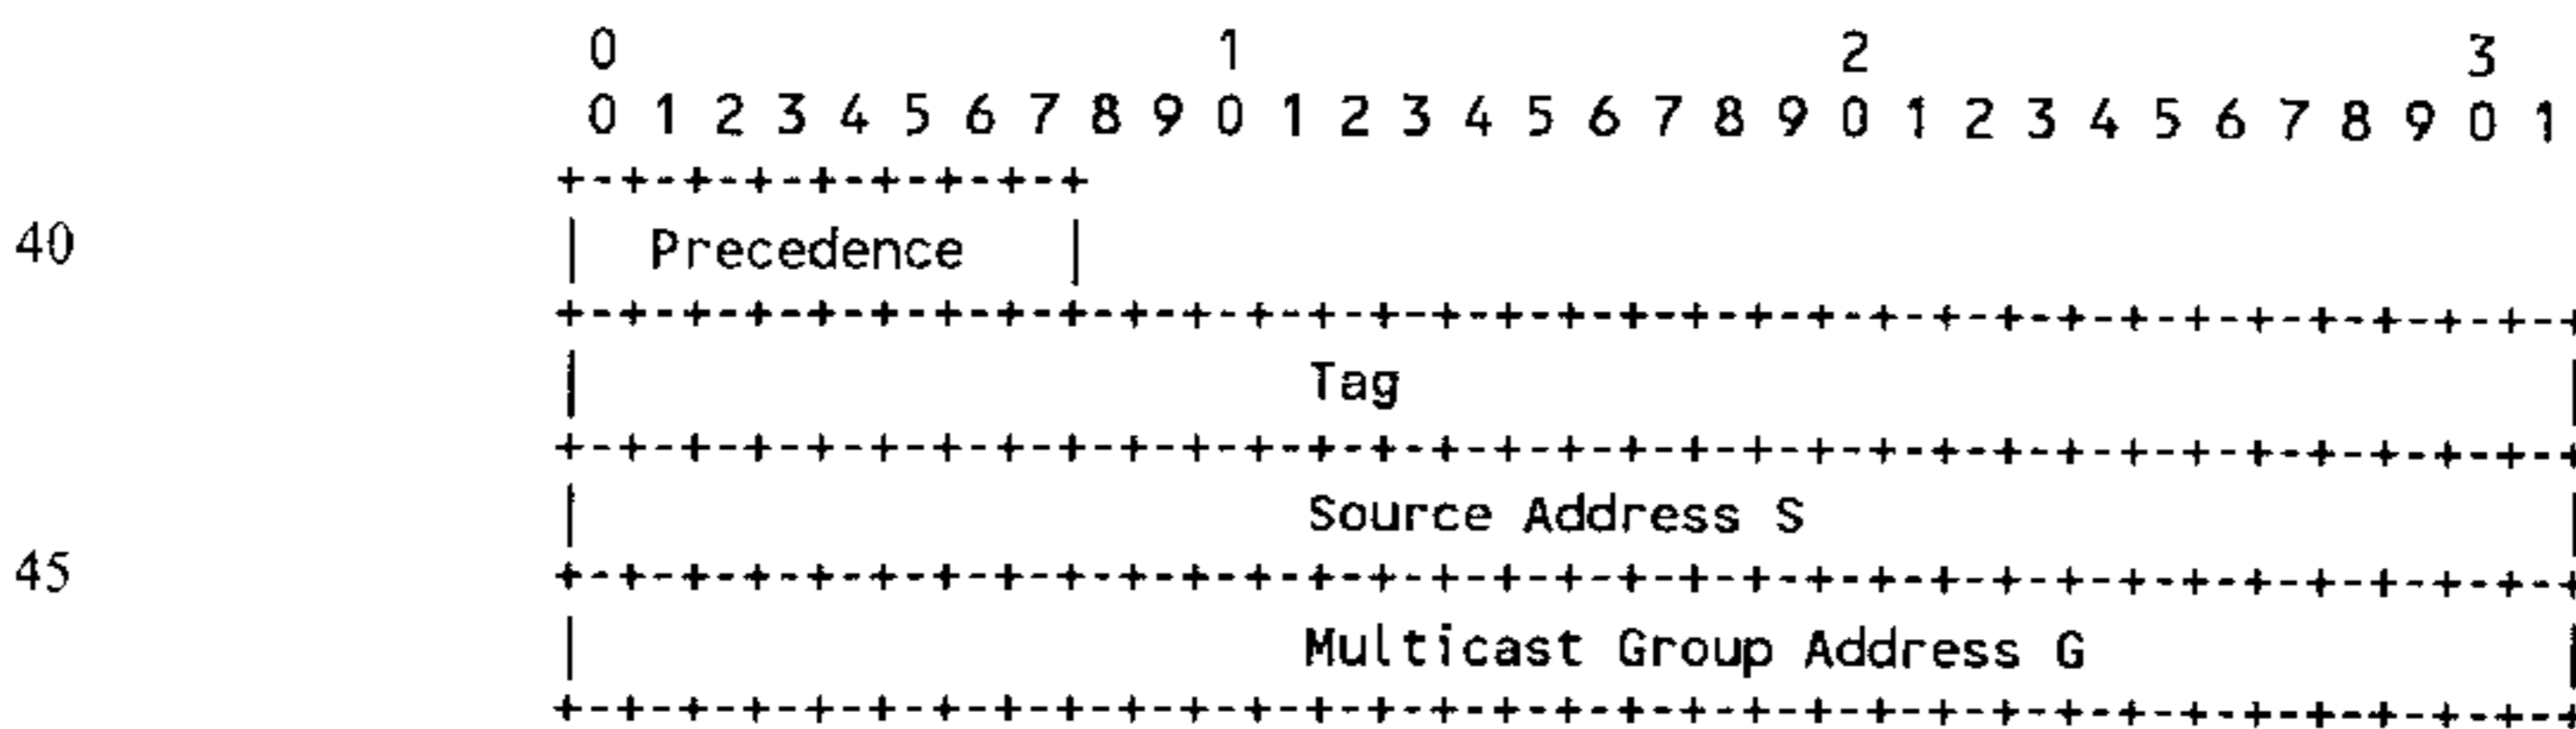 0 1 2 3
0 1 2 3 4 5 6 7 8 9 0 1 2 3 4 5 6 7 8 9 0 1 2 3 4 5 6 7 8 9 0 1
+-+-+-+-+-+-+-+-+
40 | Precedence |
+-+-+-+-+-+-+-+-+-+-+-+-+-+-+-+-+-+-+-+-+-+-+-+-+-+-+-+-+-+-+-+-+
| Tag |
+-+-+-+-+-+-+-+-+-+-+-+-+-+-+-+-+-+-+-+-+-+-+-+-+-+-+-+-+-+-+-+-+
| Source Address S |
45 +-+-+-+-+-+-+-+-+-+-+-+-+-+-+-+-+-+-+-+-+-+-+-+-+-+-+-+-+-+-+-+-+
| Multicast Group Address G |
+-+-+-+-+-+-+-+-+-+-+-+-+-+-+-+-+-+-+-+-+-+-+-+-+-+-+-+-+-+-+-+-+